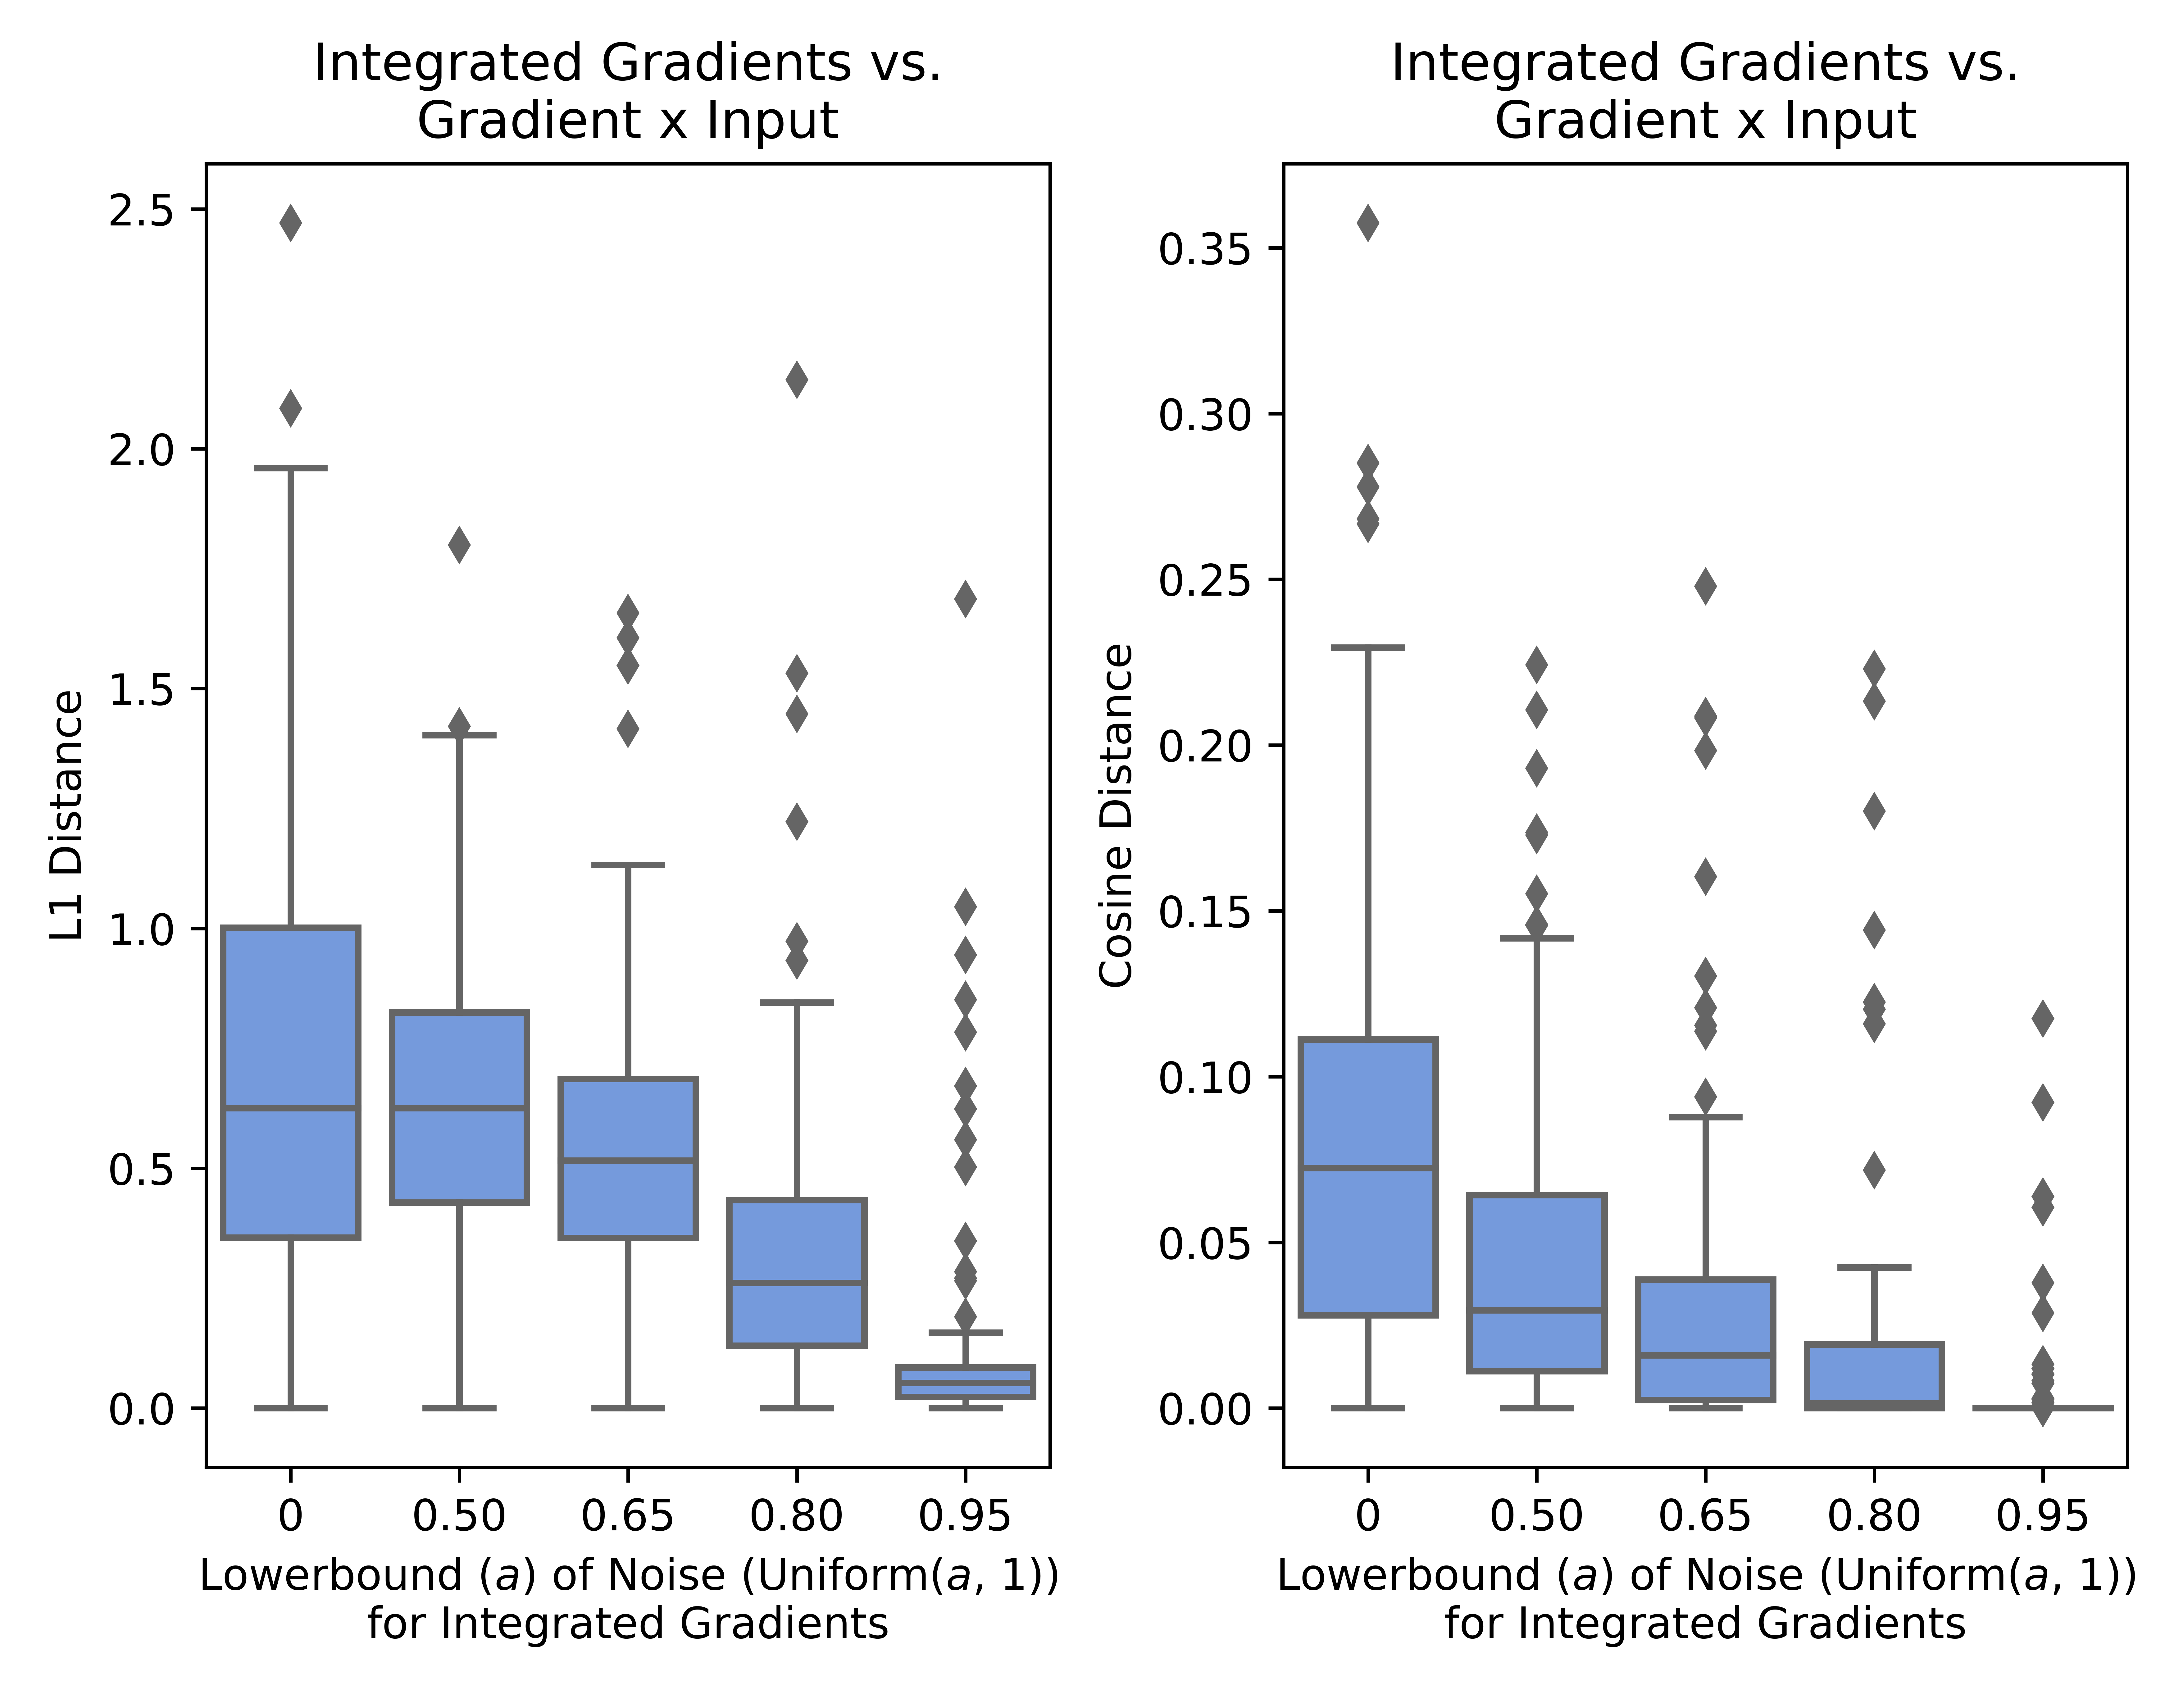 Integrated Gradients vs.
Gradient x Input
2.5
2.0
1.5
1.0
0.5
0.0
L1 Distance
0 0.50 0.65 0.80 0.95
Lowerbound (a) of Noise (Uniform(a, 1))
for Integrated Gradients
Integrated Gradients vs.
Gradient x Input
0.35
0.30
0.25
0.20
0.15
0.10
0.05
0.00
Cosine Distance
0 0.50 0.65 0.80 0.95
Lowerbound (a) of Noise (Uniform(a, 1))
for Integrated Gradients